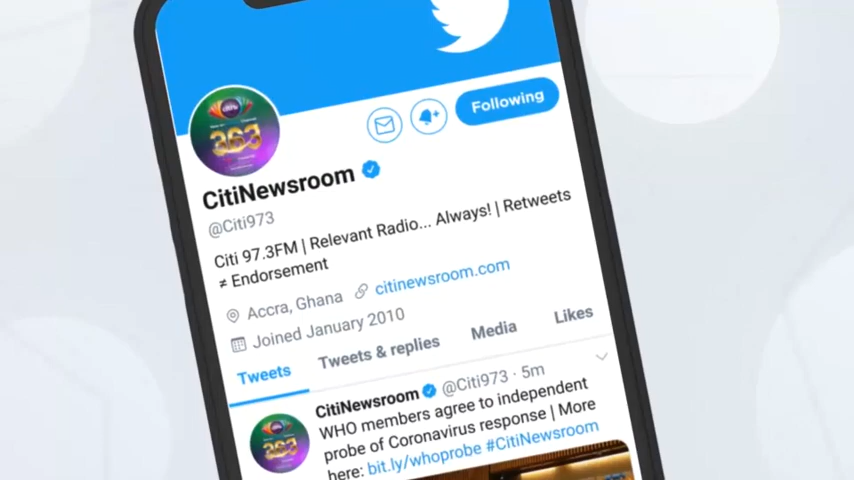 Following
363
CitiNewsroom
@Citi973
Citi 97.3FM | Relevant Radio... Always! | Retweets
≠ Endorsement
Accra, Ghana citinewsroom.com
Joined January 2010
Tweets Tweets & replies Media Likes
CitiNewsroom @Citi973 · 5m
WHO members agree to independent
probe of Coronavirus response | More
here: bit.ly/whoprobe #CitiNewsroom
363